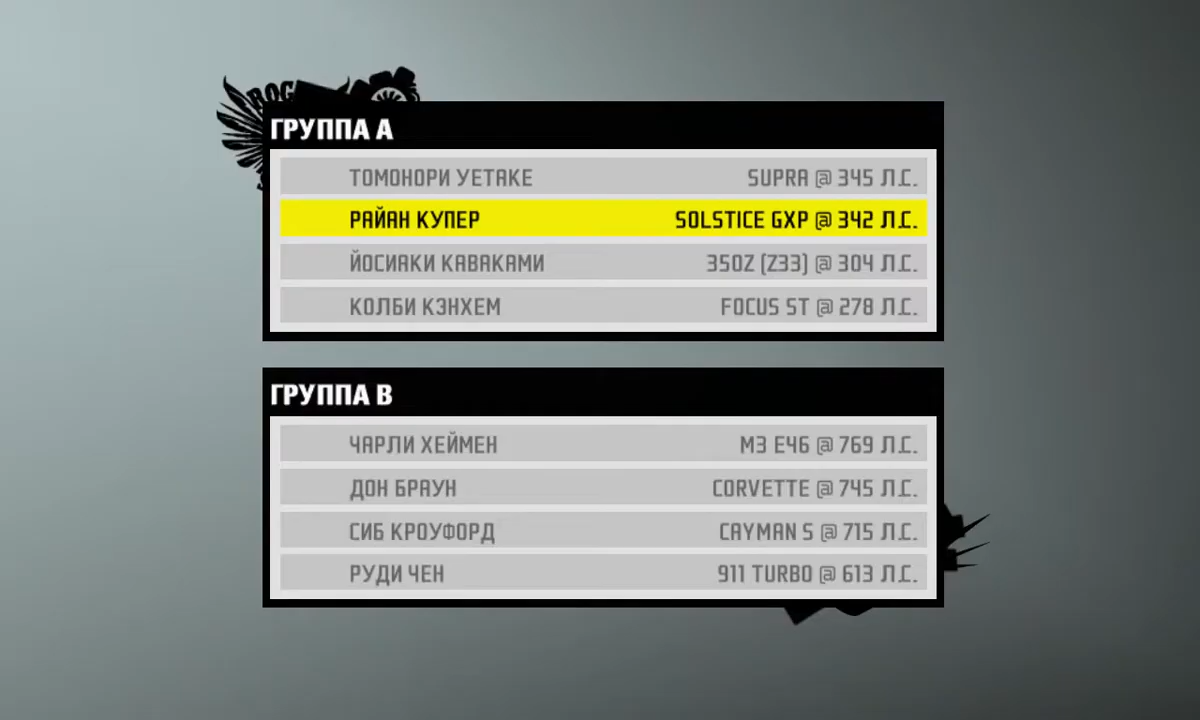 ROG
ГРУППА A
ТОМОНОРИ УЕТАКЕ SUPRA @ 345 Л.С.
РАЙАН КУПЕР SOLSTICE GXP @ 342 Л.С.
ЙОСИАКИ КАВАКАМИ 350Z (Z33) @ 304 Л.С.
КОЛБИ КЭНХЕМ FOCUS ST @ 278 Л.С.
ГРУППА B
ЧАРЛИ ХЕЙМЕН M3 E46 @ 769 Л.С.
ДОН БРАУН CORVETTE @ 745 Л.С.
СИБ КРОУФОРД CAYMAN S @ 715 Л.С.
РУДИ ЧЕН 911 TURBO @ 613 Л.С.